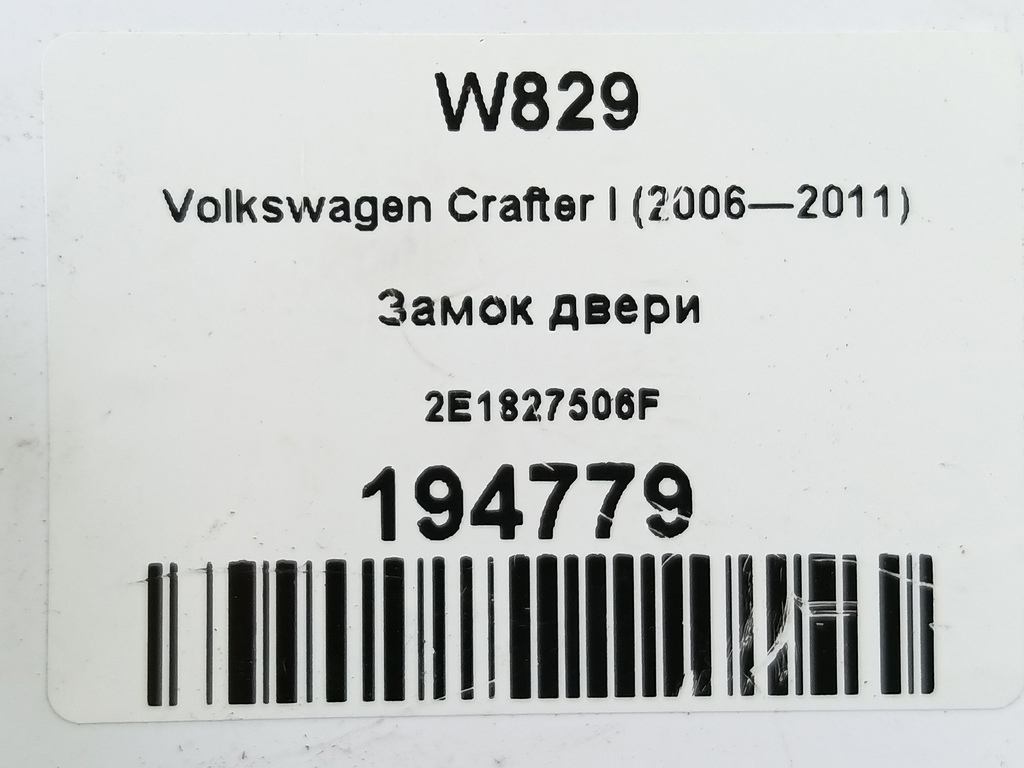 W829
Volkswagen Crafter I (2006—2011)
Замок двери
2E1827506F
194779